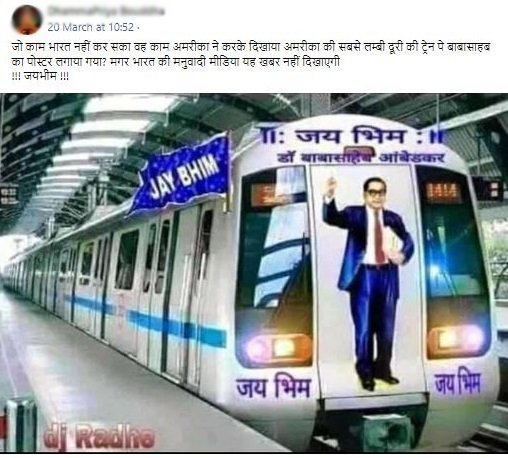 20 March at 10:52 ·
जो काम भारत नहीं कर सका वह काम अमरीका ने करके दिखाया अमरीका की सबसे लम्बी दूरी की ट्रेन पे बाबासाहब
का पोस्टर लगाया गया? मगर भारत की मनुवादी मीडिया यह खबर नहीं दिखाएगी
!!! जयभीम !!!
॥: जय भिम :॥
डॉ बाबासाहेब आंबेडकर
JAY BHIM
1414
जय भिम
जय भिम
dj Radhe